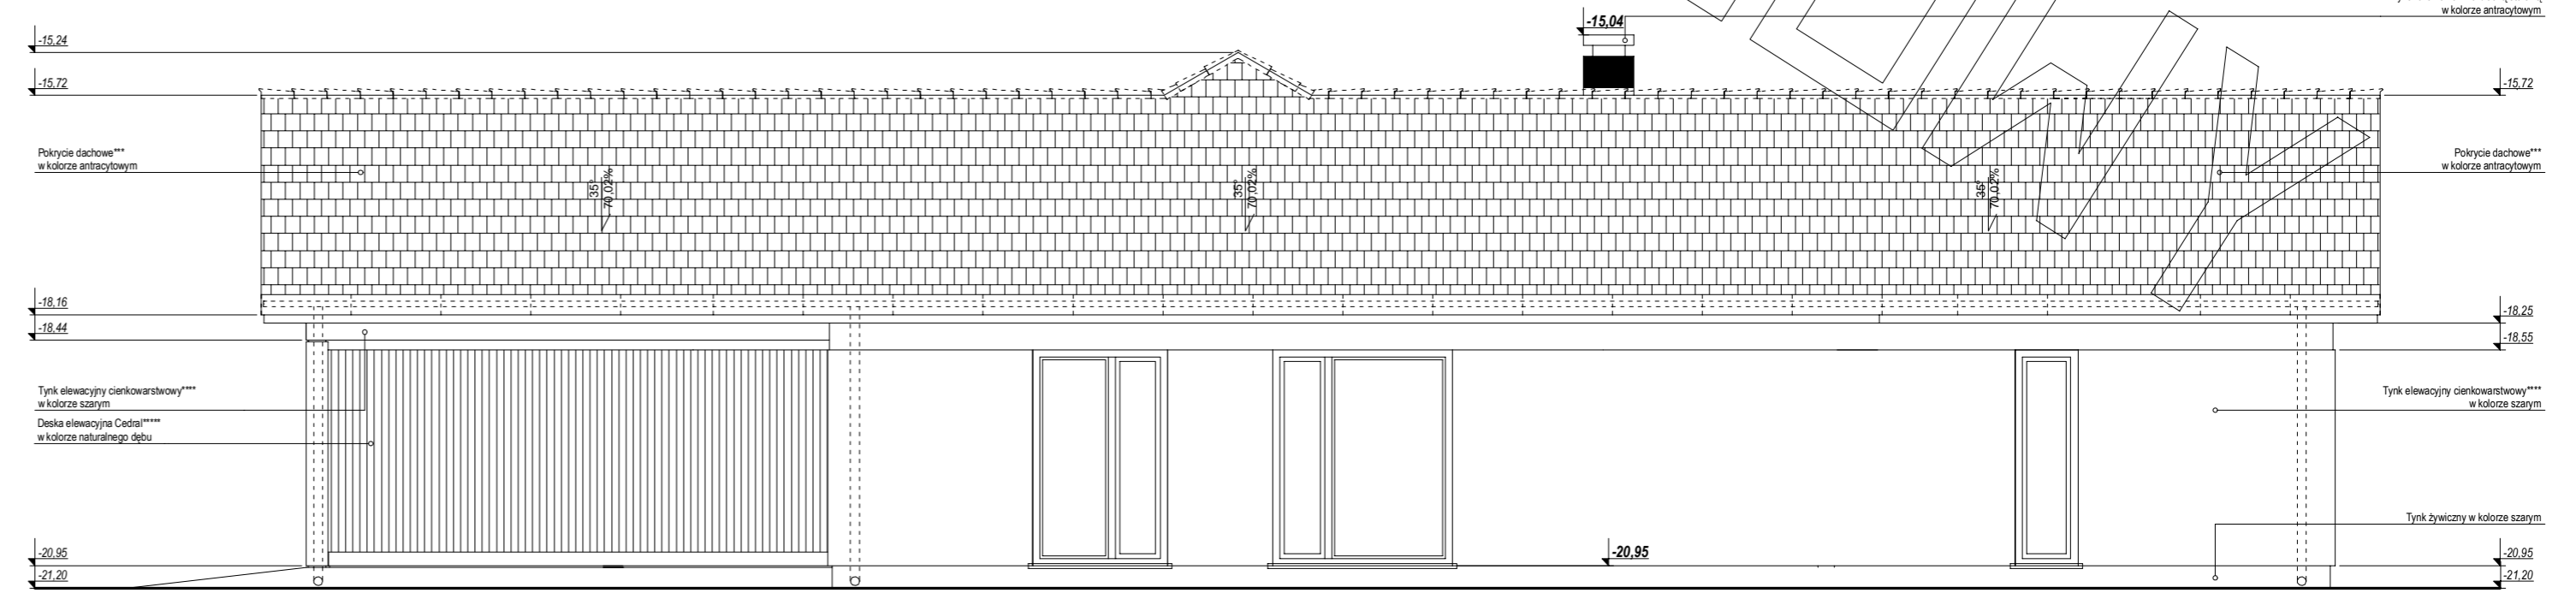 w kolorze antracytowym
-15,04
-15,24
-15,72
-15,72
Pokrycie dachowe***
w kolorze antracytowym
Pokrycie dachowe***
w kolorze antracytowym
35°
70,02%
35°
70,02%
35°
70,02%
-18,16
-18,25
-18,44
-18,55
Tynk elewacyjny cienkowarstwowy****
w kolorze szarym
Deska elewacyjna Cedral*****
w kolorze naturalnego dębu
Tynk elewacyjny cienkowarstwowy****
w kolorze szarym
Tynk żywiczny w kolorze szarym
-20,95
-20,95
-20,95
-21,20
-21,20